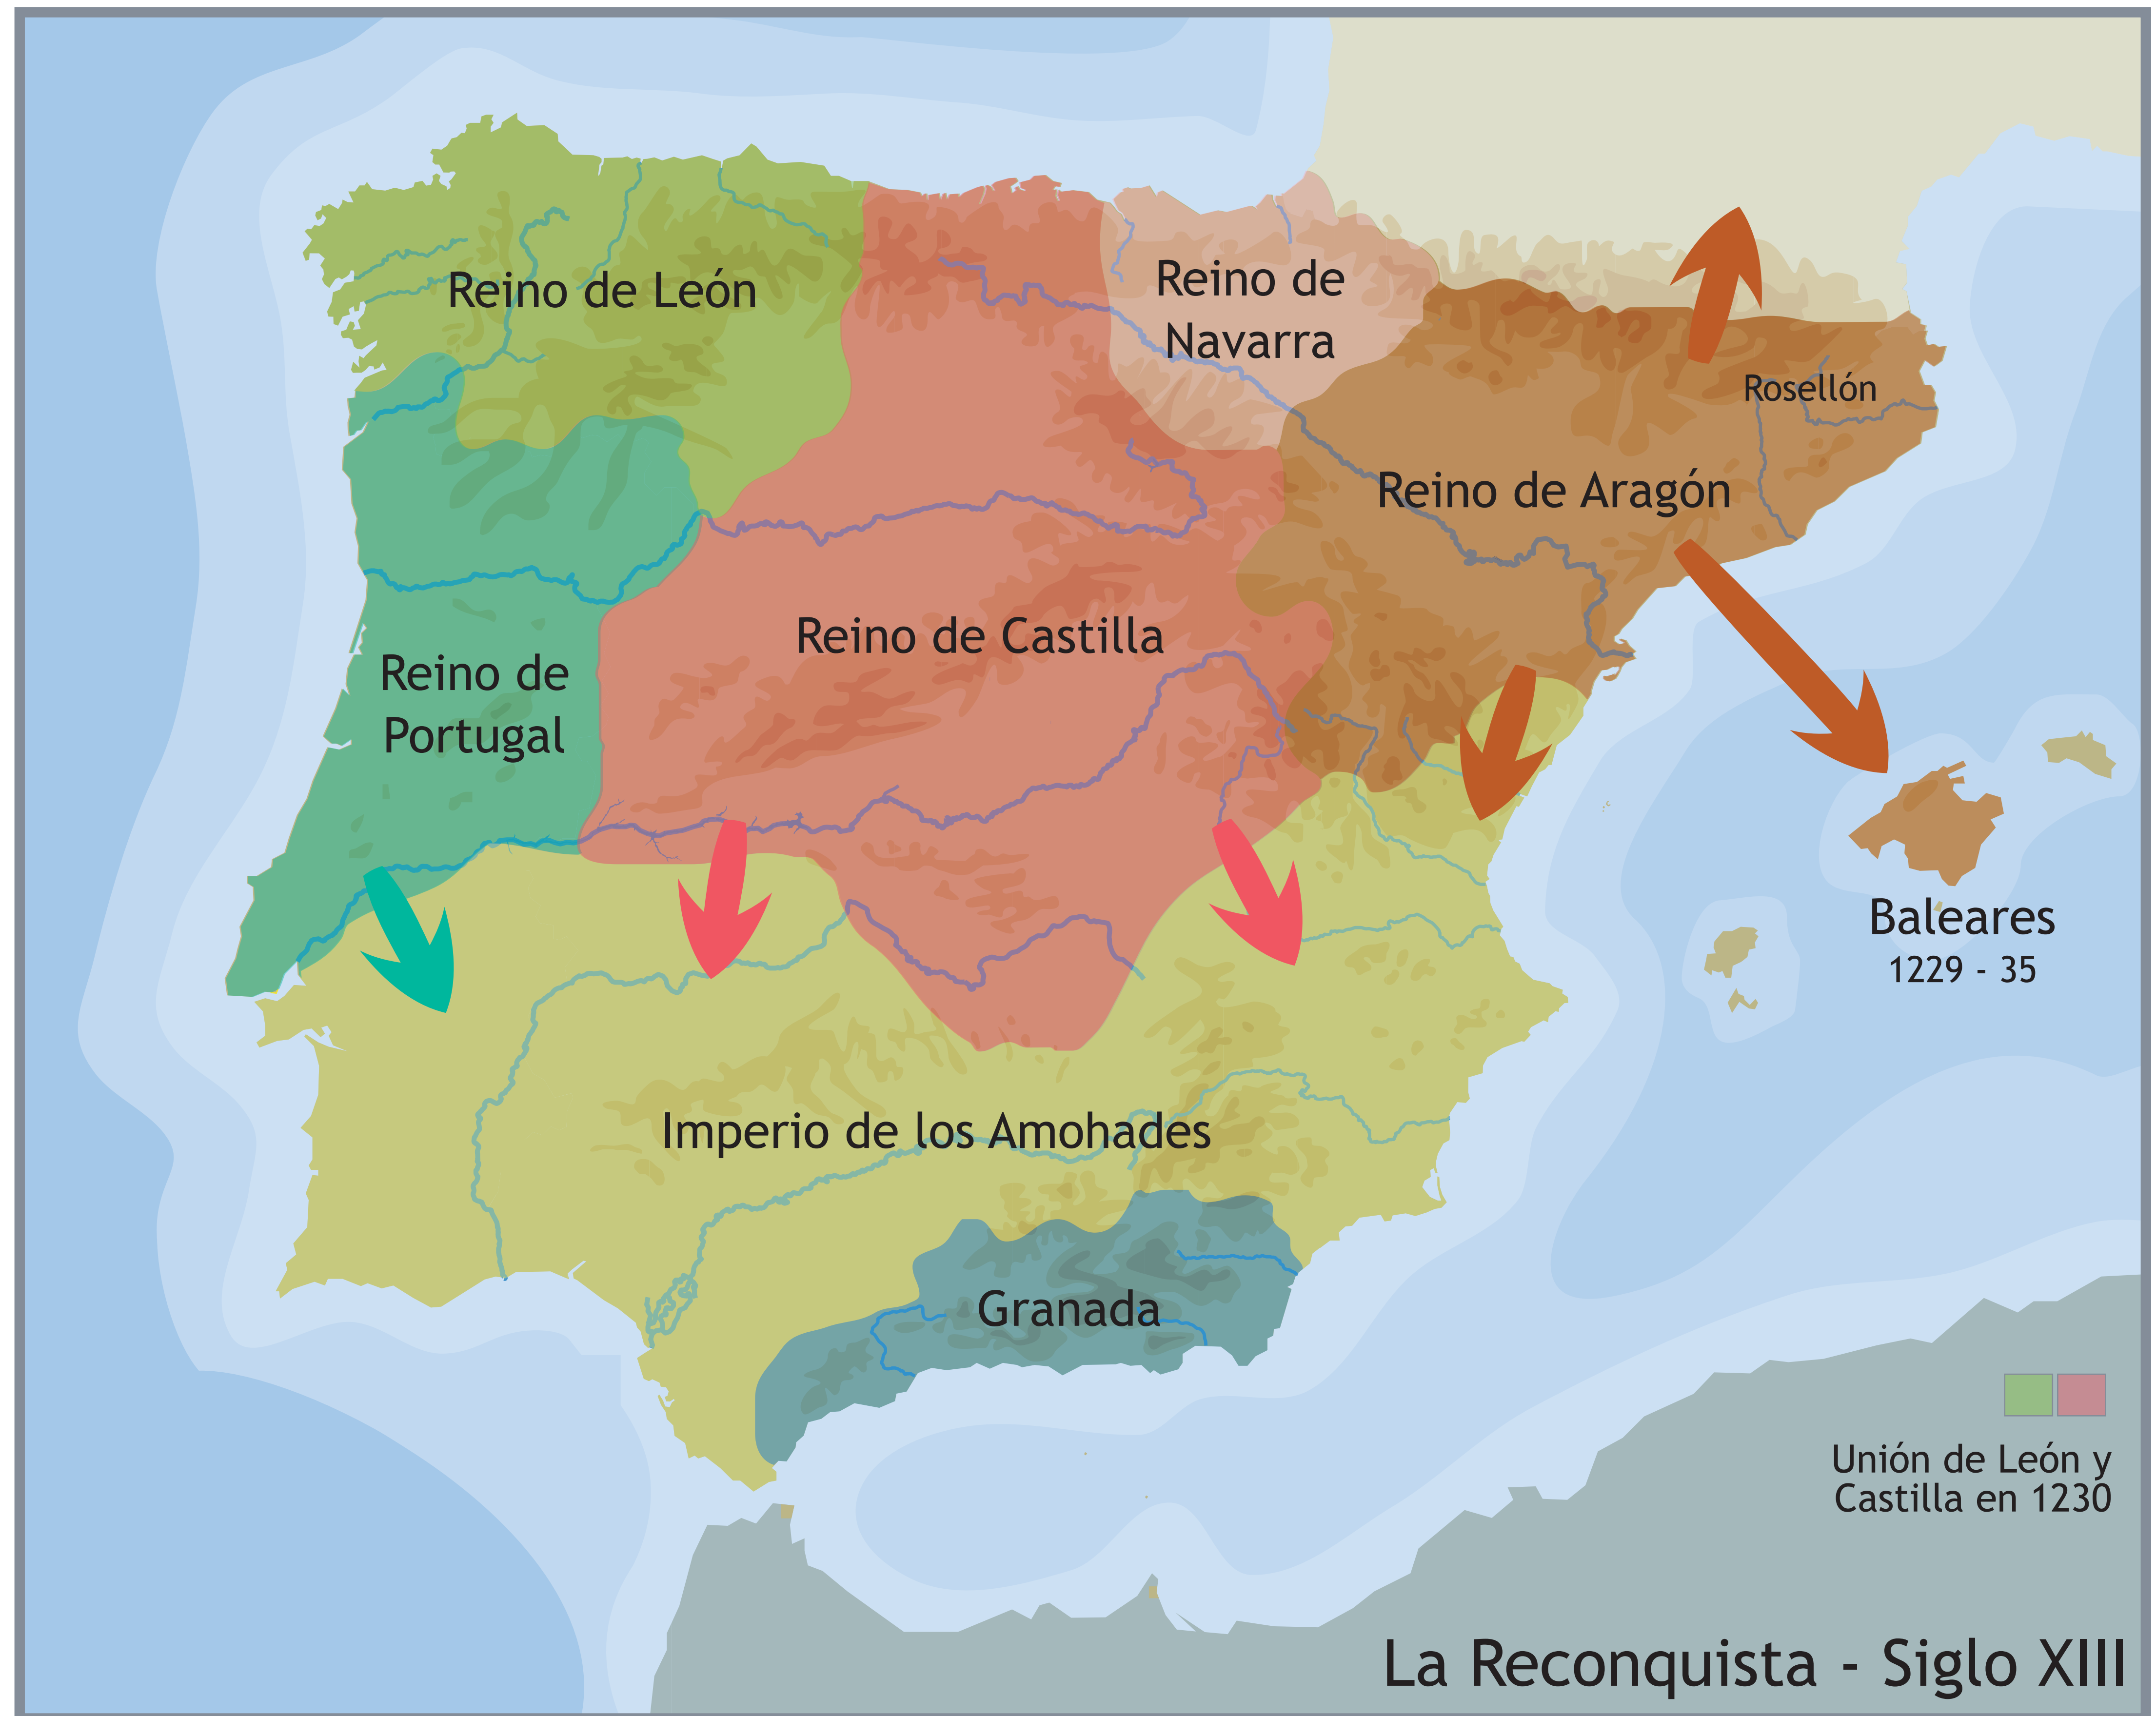 Reino de León
Reino de
Navarra
Rosellón
Reino de Aragón
Reino de Castilla
Reino de
Portugal
Baleares
1229 - 35
Imperio de los Amohades
Granada
Unión de León y
Castilla en 1230
La Reconquista - Siglo XIII